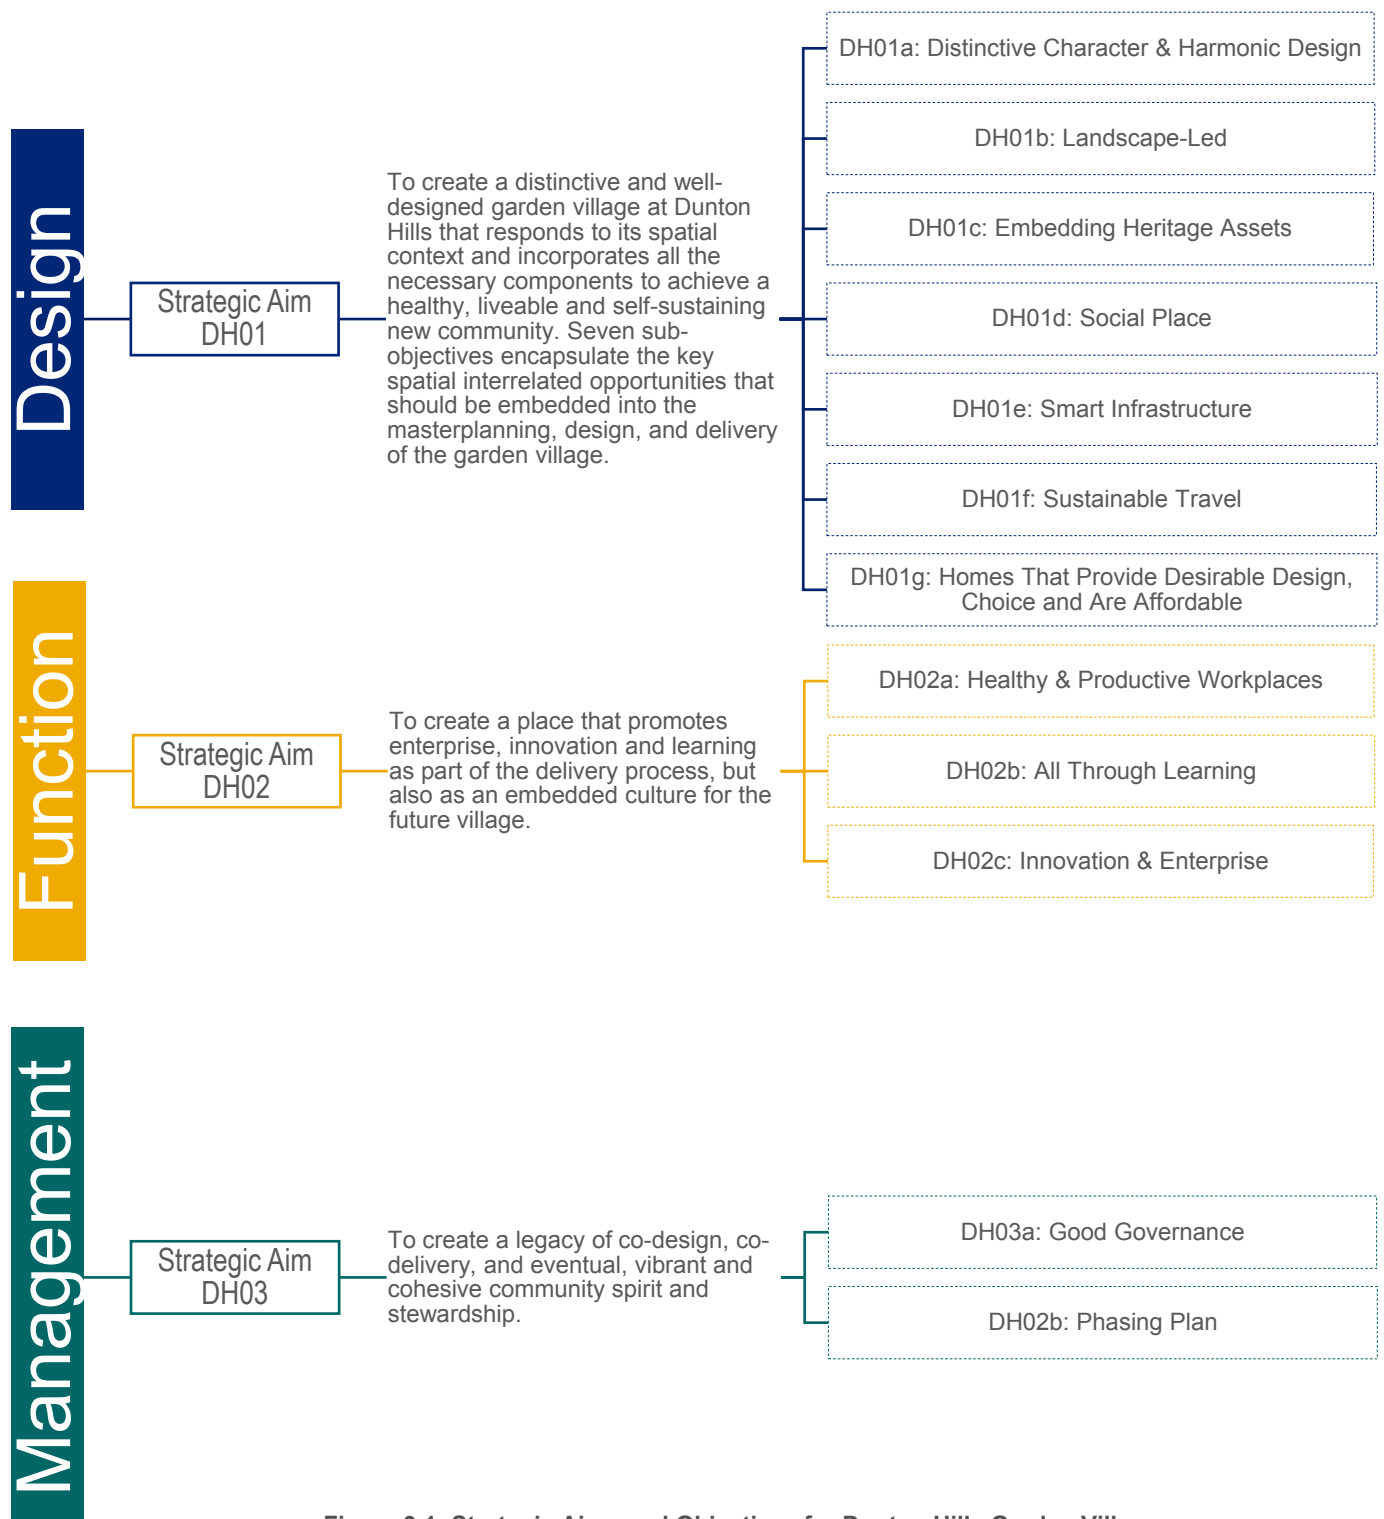 Design
Strategic Aim
DH01
To create a distinctive and well-
designed garden village at Dunton
Hills that responds to its spatial
context and incorporates all the
necessary components to achieve a
healthy, liveable and self-sustaining
new community. Seven sub-
objectives encapsulate the key
spatial interrelated opportunities that
should be embedded into the
masterplanning, design, and delivery
of the garden village.
DH01a: Distinctive Character & Harmonic Design
DH01b: Landscape-Led
DH01c: Embedding Heritage Assets
DH01d: Social Place
DH01e: Smart Infrastructure
DH01f: Sustainable Travel
DH01g: Homes That Provide Desirable Design,
Choice and Are Affordable
Function
Strategic Aim
DH02
To create a place that promotes
enterprise, innovation and learning
as part of the delivery process, but
also as an embedded culture for the
future village.
DH02a: Healthy & Productive Workplaces
DH02b: All Through Learning
DH02c: Innovation & Enterprise
Management
Strategic Aim
DH03
To create a legacy of co-design, co-
delivery, and eventual, vibrant and
cohesive community spirit and
stewardship.
DH03a: Good Governance
DH02b: Phasing Plan
Strategic Aims and Objectives for Dunton Hills Garden